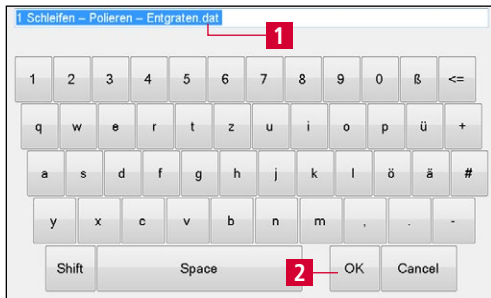 1 Schleifen – Polieren – Entgraten.dat
1
1 2 3 4 5 6 7 8 9 0 ß <=
q w e r t z u i o p ü +
a s d f g h j k l ö ä #
y x c v b n m , . -
Shift Space 2 OK Cancel